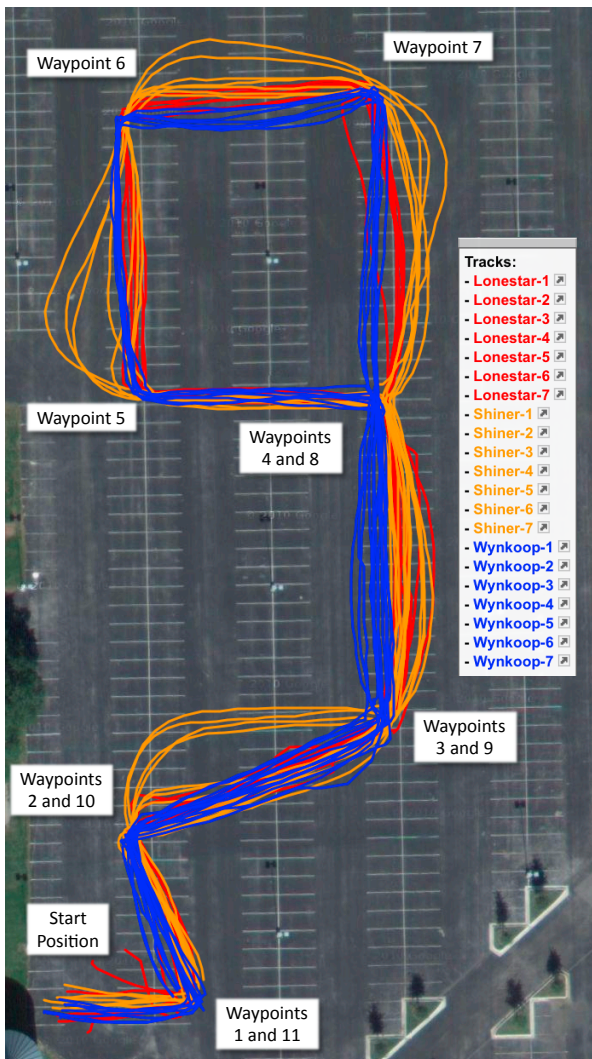 Waypoint 7
Waypoint 6
Tracks:
- Lonestar-1
- Lonestar-2
- Lonestar-3
- Lonestar-4
- Lonestar-5
- Lonestar-6
- Lonestar-7
- Shiner-1
- Shiner-2
- Shiner-3
- Shiner-4
- Shiner-5
- Shiner-6
- Shiner-7
- Wynkoop-1
- Wynkoop-2
- Wynkoop-3
- Wynkoop-4
- Wynkoop-5
- Wynkoop-6
- Wynkoop-7
Waypoint 5
Waypoints
4 and 8
Waypoints
3 and 9
Waypoints
2 and 10
Start
Position
Waypoints
1 and 11